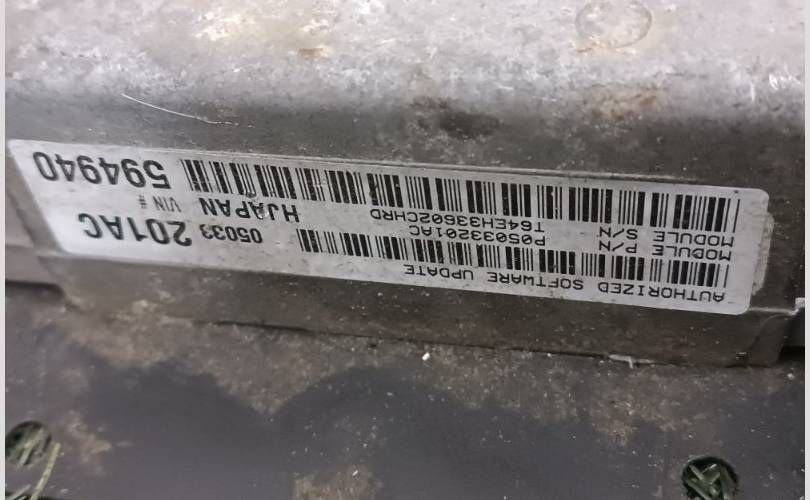 AUTHORIZED SOFTWARE UPDATE
MODULE P/N P05033201AC
MODULE S/N T64EH33602CHRD
05033 201AC
HJAPAN VIN # 594940